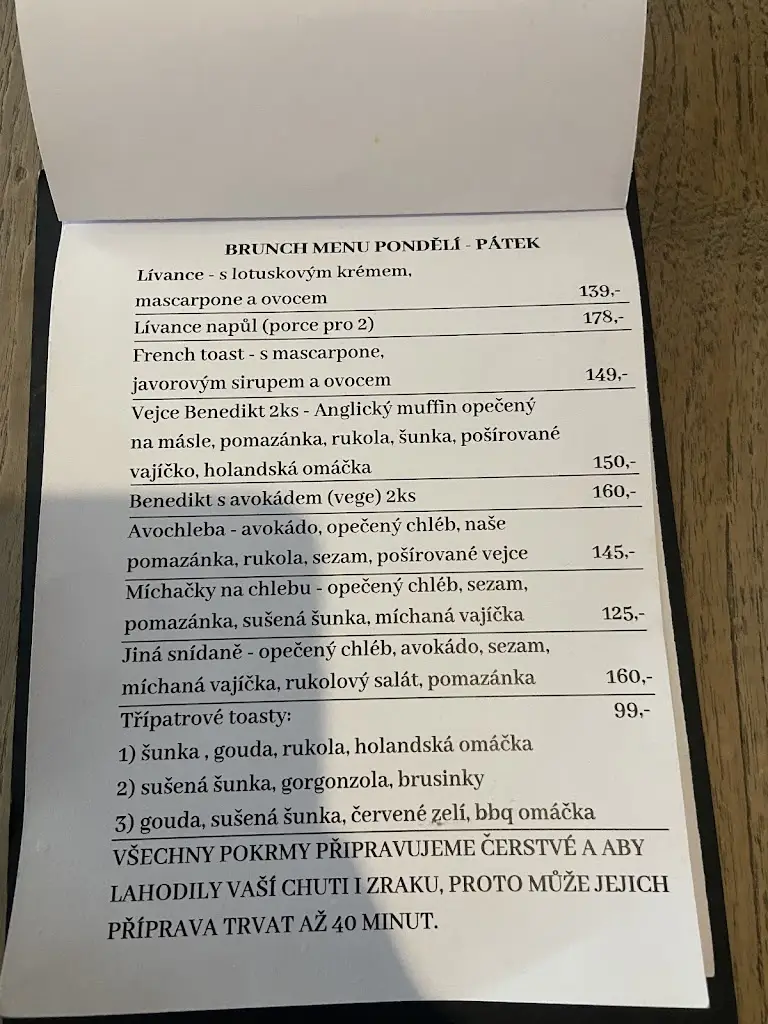 BRUNCH MENU PONDĚLÍ - PÁTEK
Lívance - s lotuskovým krémem,
mascarpone a ovocem 139,-
Lívance napůl (porce pro 2) 178,-
French toast - s mascarpone,
javorovým sirupem a ovocem 149,-
Vejce Benedikt 2ks - Anglický muffin opečený
na másle, pomazánka, rukola, šunka, pošírované
vajíčko, holandská omáčka 150,-
Benedikt s avokádem (vege) 2ks 160,-
Avochleba - avokádo, opečený chléb, naše
pomazánka, rukola, sezam, pošírované vejce 145,-
Míchačky na chlebu - opečený chléb, sezam,
pomazánka, sušená šunka, míchaná vajíčka 125,-
Jiná snídaně - opečený chléb, avokádo, sezam,
míchaná vajíčka, rukolový salát, pomazánka 160,-
Třípatrové toasty: 99,-
1) šunka , gouda, rukola, holandská omáčka
2) sušená šunka, gorgonzola, brusinky
3) gouda, sušená šunka, červené zelí, bbq omáčka
VŠECHNY POKRMY PŘIPRAVUJEME ČERSTVÉ A ABY
LAHODILY VAŠÍ CHUTI I ZRAKU, PROTO MŮŽE JEJICH
PŘÍPRAVA TRVAT AŽ 40 MINUT.